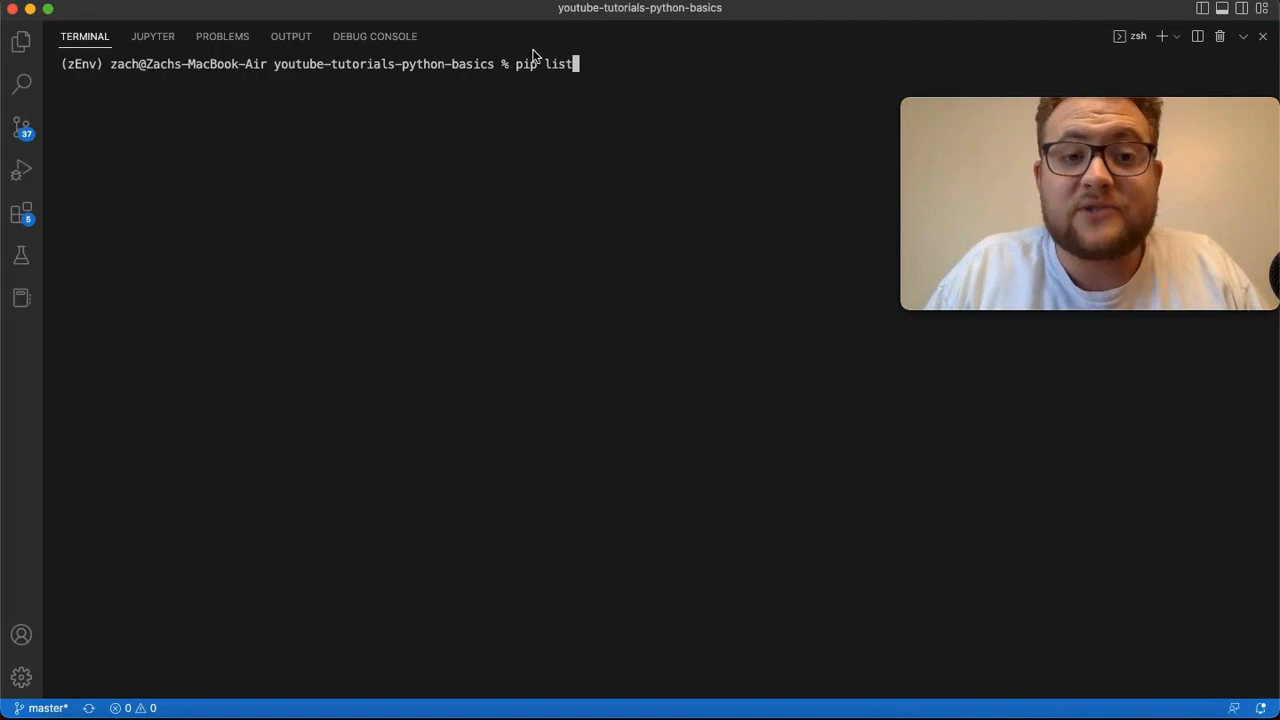 youtube-tutorials-python-basics
TERMINAL JUPYTER PROBLEMS OUTPUT DEBUG CONSOLE zsh
(zEnv) zach@Zachs-MacBook-Air youtube-tutorials-python-basics % pip list
37
6
master* 0 0